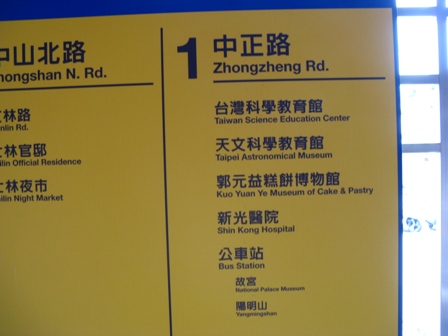 中山北路
hongshan N. Rd.
林路
nlin Rd.
林官邸
ilin Official Residence
林夜市
ilin Night Market
1 中正路
Zhongzheng Rd.
台灣科學教育館
Taiwan Science Education Center
天文科學教育館
Taipei Astronomical Museum
郭元益糕餅博物館
Kuo Yuan Ye Museum of Cake & Pastry
新光醫院
Shin Kong Hospital
公車站
Bus Station
故宮
National Palace Museum
陽明山
Yangmingshan